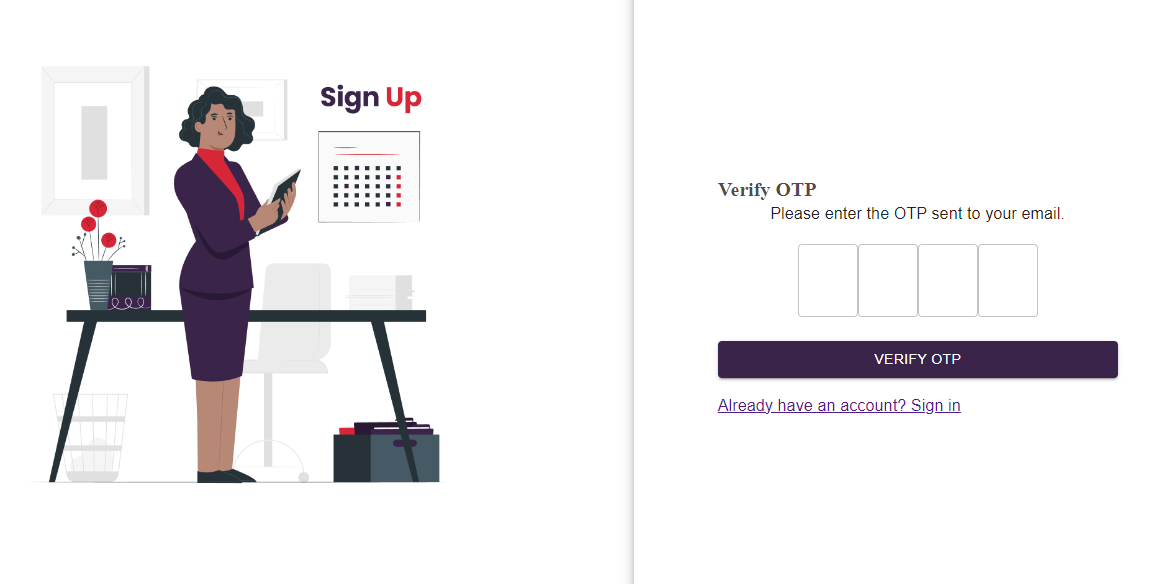 Sign Up
Verify OTP
Please enter the OTP sent to your email.
VERIFY OTP
Already have an account? Sign in